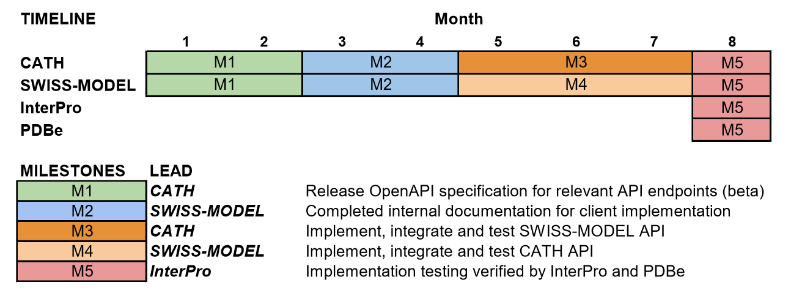 TIMELINE Month
1 2 3 4 5 6 7 8
CATH M1 M2 M3 M5
SWISS-MODEL M1 M2 M4 M5
InterPro M5
PDBe M5
MILESTONES LEAD
M1 CATH Release OpenAPI specification for relevant API endpoints (beta)
M2 SWISS-MODEL Completed internal documentation for client implementation
M3 CATH Implement, integrate and test SWISS-MODEL API
M4 SWISS-MODEL Implement, integrate and test CATH API
M5 InterPro Implementation testing verified by InterPro and PDBe